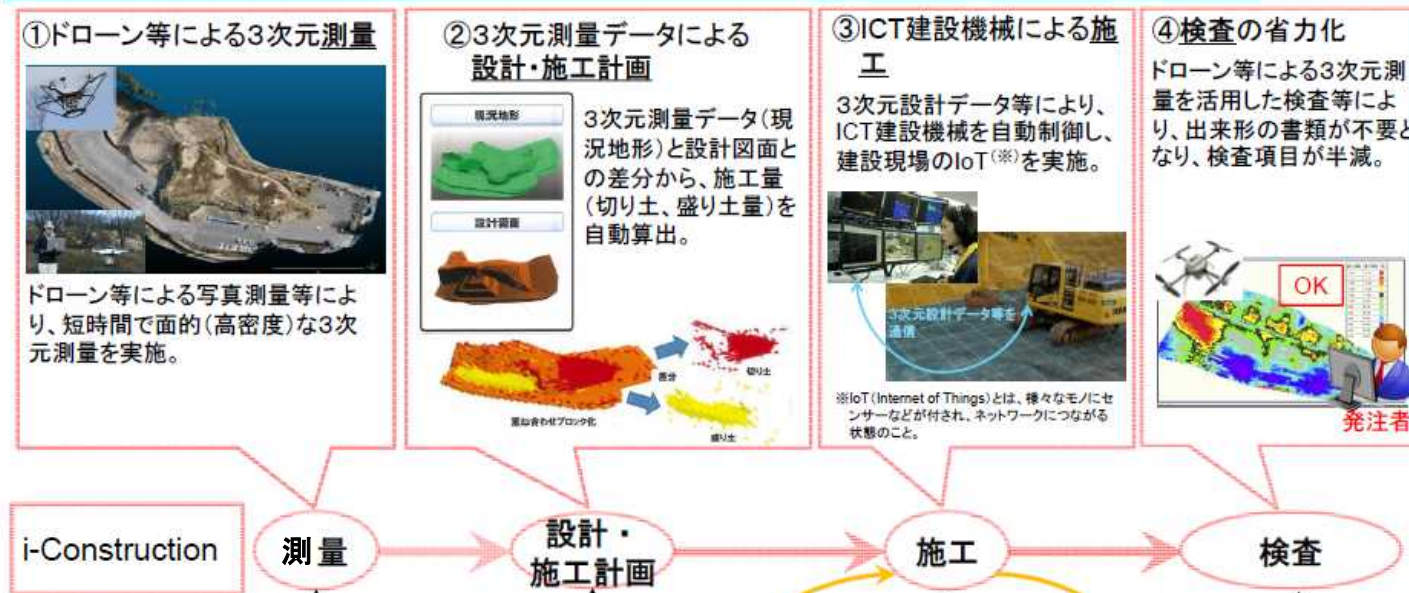 ①ドローン等による3次元測量
ドローン等による写真測量等によ
り、短時間で面的(高密度)な3次
元測量を実施。
②3次元測量データによる
設計・施工計画
現況地形
設計図面
3次元測量データ(現
況地形)と設計図面と
の差分から、施工量
(切り土、盛り土量)を
自動算出。
差分
切り土
盛り土
重ね合わせブロック化
③ICT建設機械による施
工
3次元設計データ等により、
ICT建設機械を自動制御し、
建設現場のIoT(※)を実施。
3次元設計データ等を
通信
※IoT(Internet of Things)とは、様々なモノにセ
ンサーなどが付され、ネットワークにつながる
状態のこと。
④検査の省力化
ドローン等による3次元測
量を活用した検査等によ
り、出来形の書類が不要と
なり、検査項目が半減。
OK
発注者
i-Construction
測量
設計・
施工計画
施工
検査